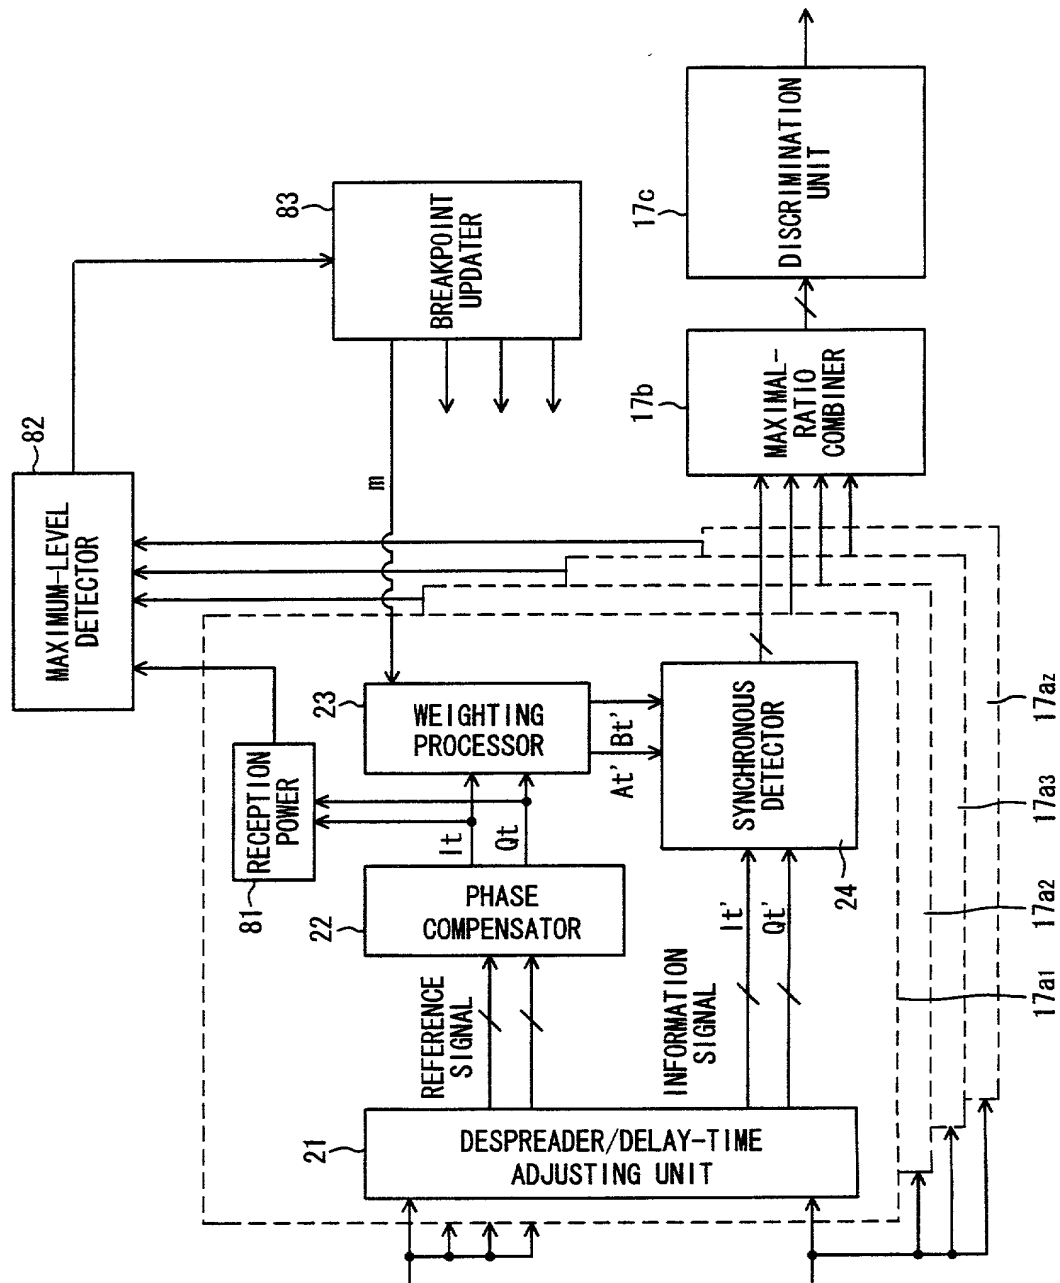 82
MAXIMUM-LEVEL
DETECTOR
83
BREAKPOINT
UPDATER
m
81
RECEPTION
POWER
23
WEIGHTING
PROCESSOR
It
Qt
22
PHASE
COMPENSATOR
At'
Bt'
REFERENCE
SIGNAL
21
DESPREADER/DELAY-TIME
ADJUSTING UNIT
INFORMATION
SIGNAL
It'
Qt'
24
SYNCHRONOUS
DETECTOR
17b
MAXIMAL-
RATIO
COMBINER
17c
DISCRIMINATION
UNIT
17a1
17a2
17a3
17az